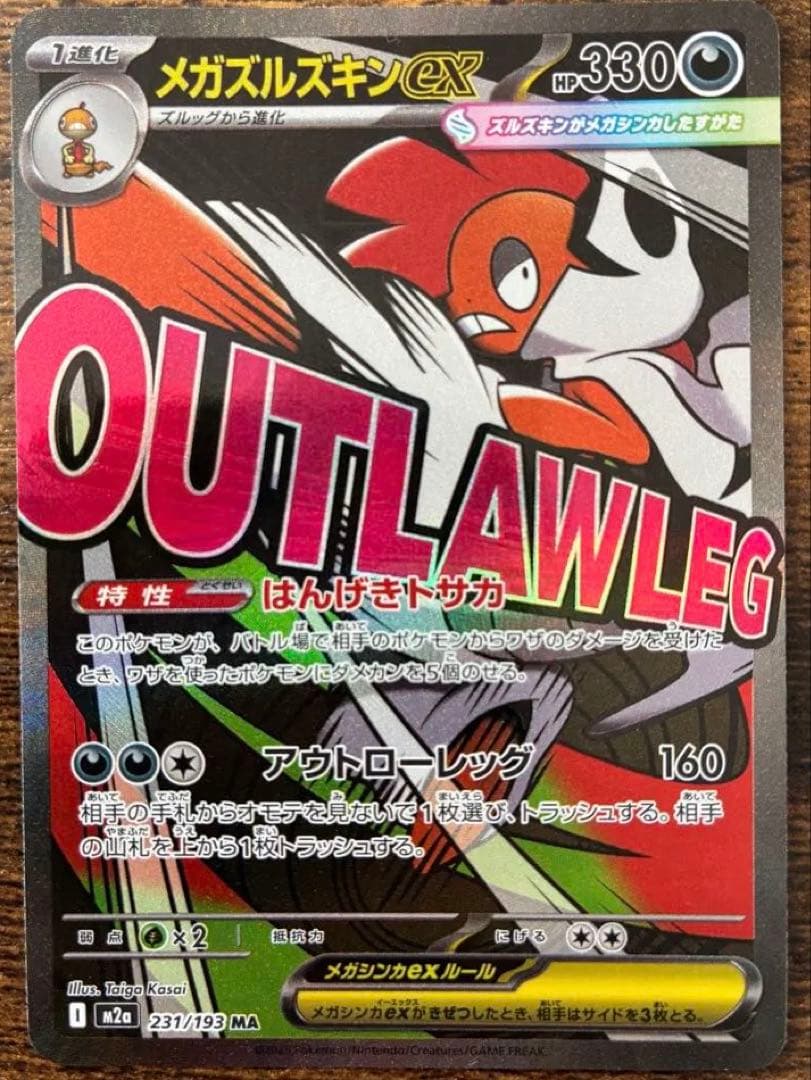 1進化
メガズルズキンex
HP330
ズルッグから進化
ズルズキンがメガシンカしたすがた
OUTLAWLEG
特性 とくせい はんげきトサカ
このポケモンが、バトル場で相手のポケモンからワザのダメージを受けた
とき、ワザを使ったポケモンにダメカンを5個のせる。
アウトローレッグ 160
相手の手札からオモテを見ないで1枚選び、トラッシュする。相手
の山札を上から1枚トラッシュする。
弱点 ×2 抵抗力 にげる
メガシンカexルール
メガシンカexがきぜつしたとき、相手はサイドを3枚とる。
Illus. Taiga Kasai
I m2a 231/193 MA
©2025 Pokémon/Nintendo/Creatures/GAME FREAK.